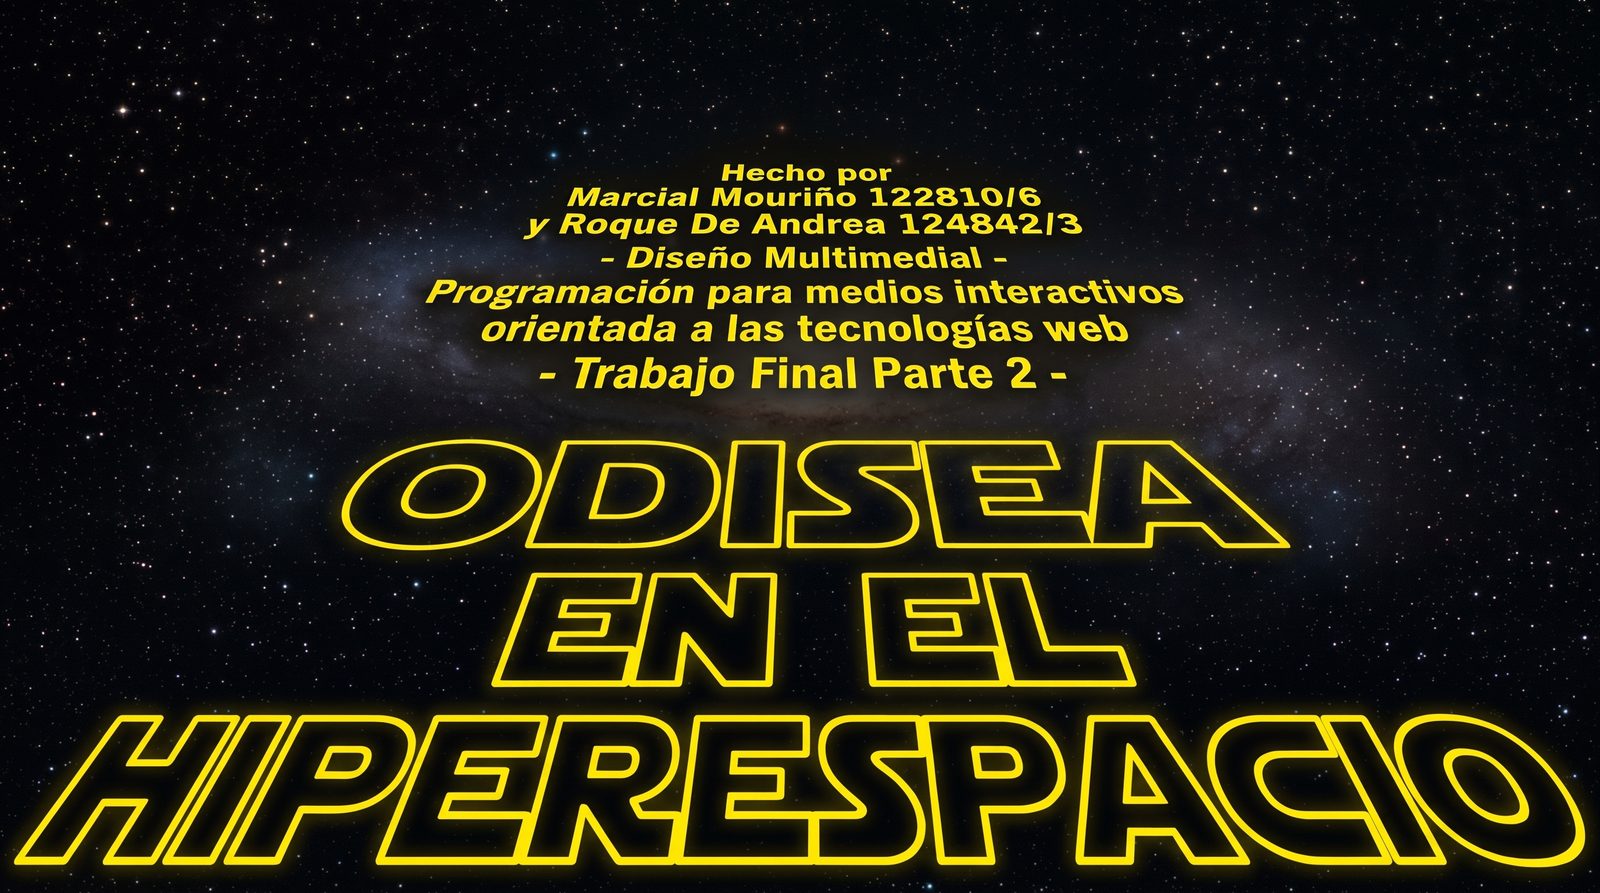 Hecho por
Marcial Mouriño 122810/6
y Roque De Andrea 124842/3
- Diseño Multimedial -
Programación para medios interactivos
orientada a las tecnologías web
- Trabajo Final Parte 2 -
ODISEA
EN EL
HIPERESPACIO